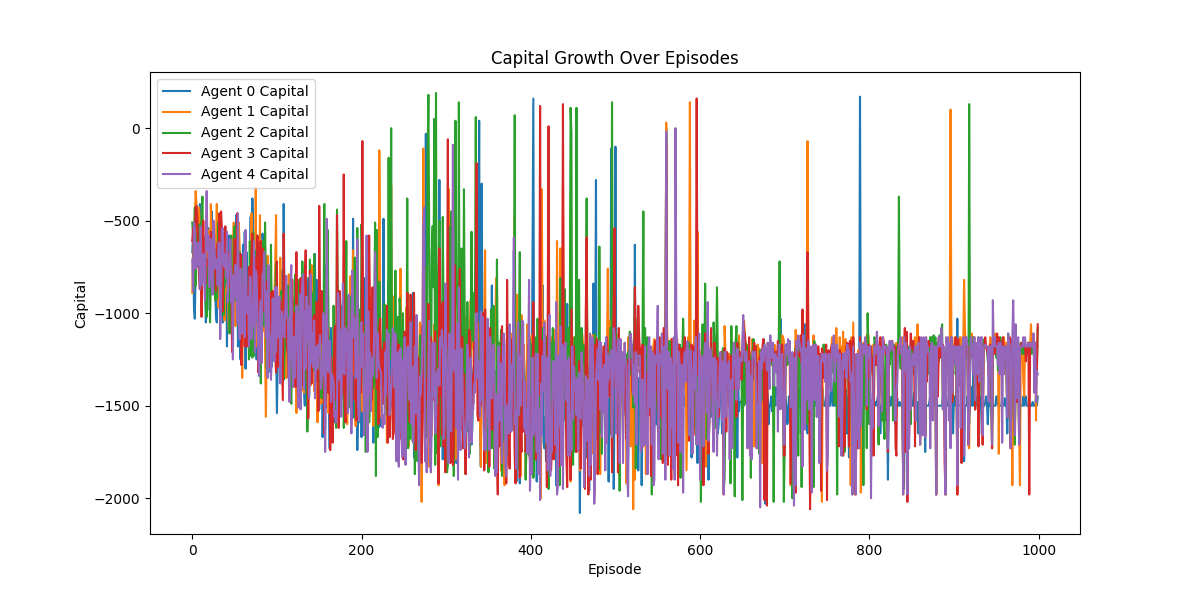 Capital Growth Over Episodes
Agent 0 Capital
Agent 1 Capital
Agent 2 Capital
Agent 3 Capital
Agent 4 Capital
Capital
0
−500
−1000
−1500
−2000
0 200 400 600 800 1000
Episode